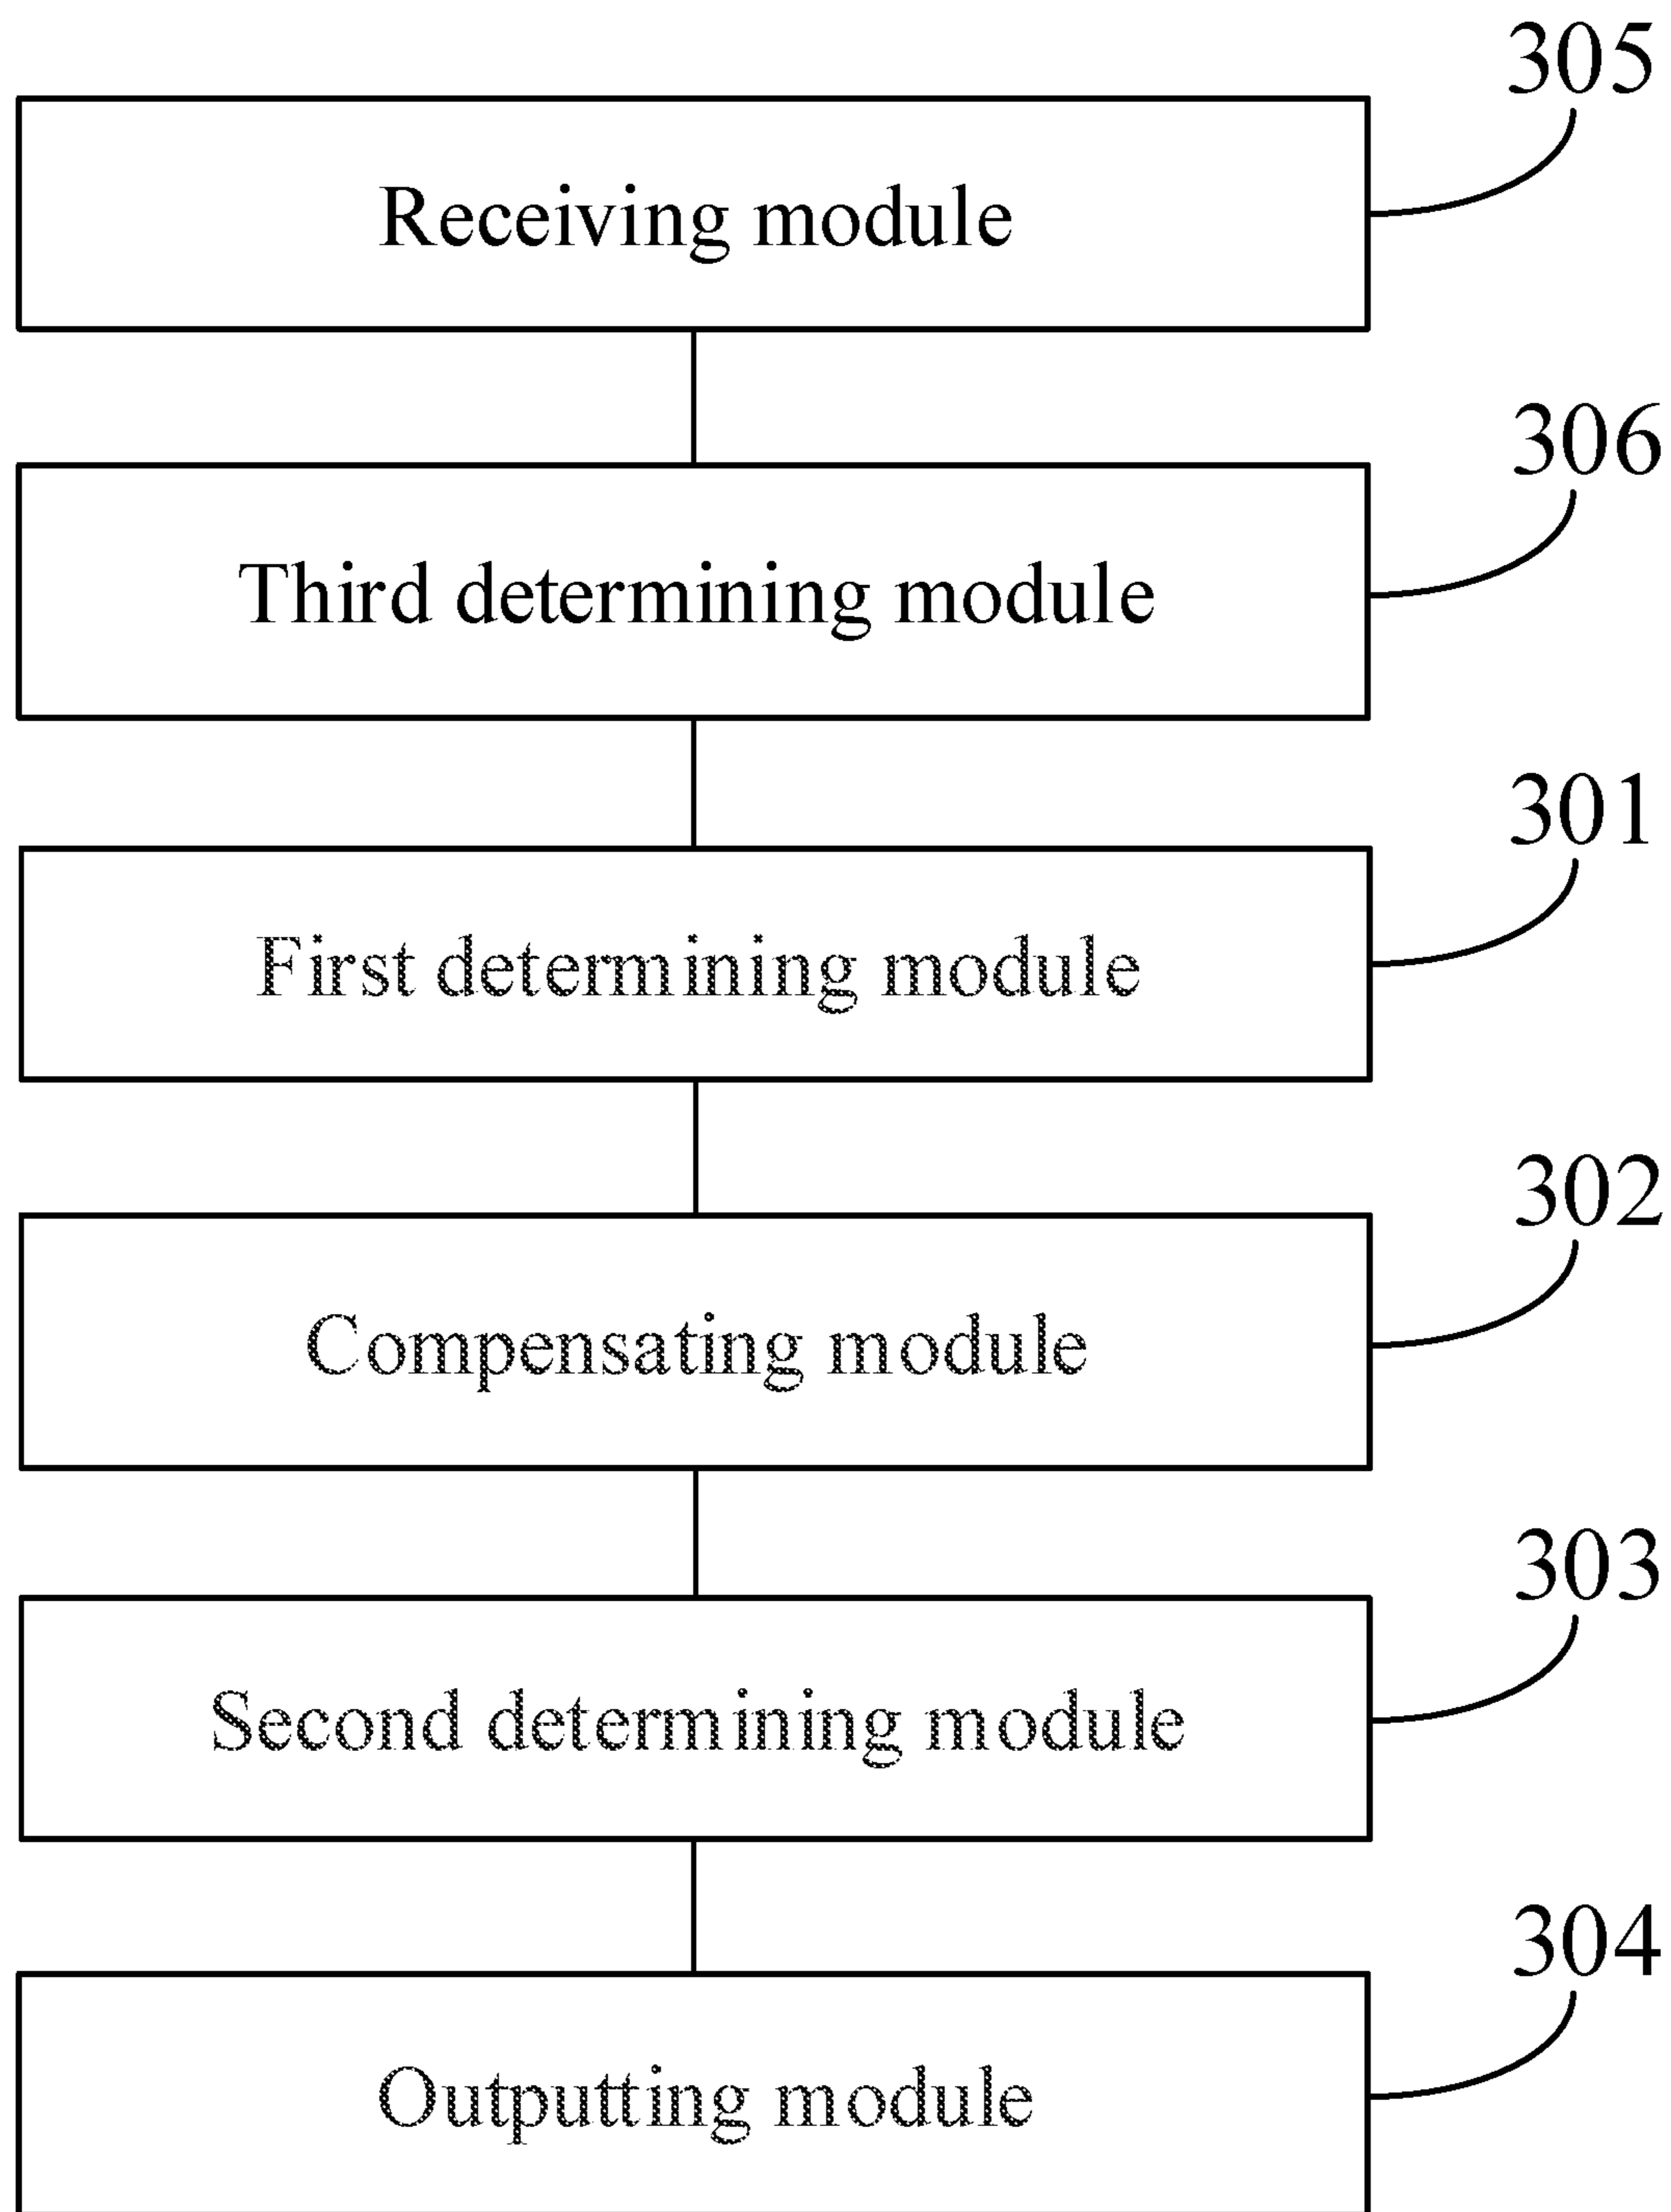 305
Receiving module
306
Third determining module
301
First determining module
302
Compensating module
303
Second determining module
304
Outputting module